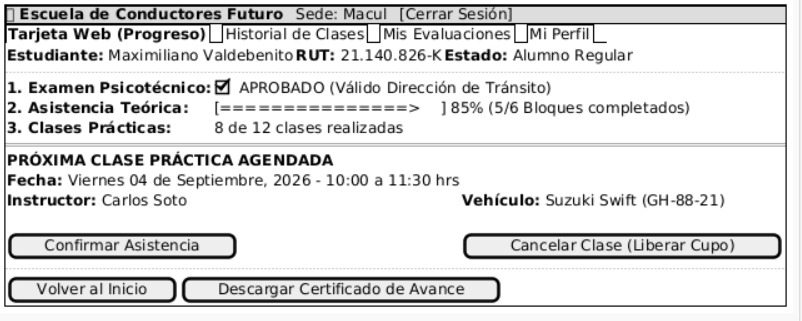 Escuela de Conductores Futuro Sede: Macul [Cerrar Sesión]
Tarjeta Web (Progreso) Historial de Clases Mis Evaluaciones Mi Perfil
Estudiante: Maximiliano Valdebenito RUT: 21.140.826-K Estado: Alumno Regular
1. Examen Psicotécnico: APROBADO (Válido Dirección de Tránsito)
2. Asistencia Teórica: [===============> ] 85% (5/6 Bloques completados)
3. Clases Prácticas: 8 de 12 clases realizadas
PRÓXIMA CLASE PRÁCTICA AGENDADA
Fecha: Viernes 04 de Septiembre, 2026 - 10:00 a 11:30 hrs
Instructor: Carlos Soto Vehículo: Suzuki Swift (GH-88-21)
Confirmar Asistencia Cancelar Clase (Liberar Cupo)
Volver al Inicio Descargar Certificado de Avance